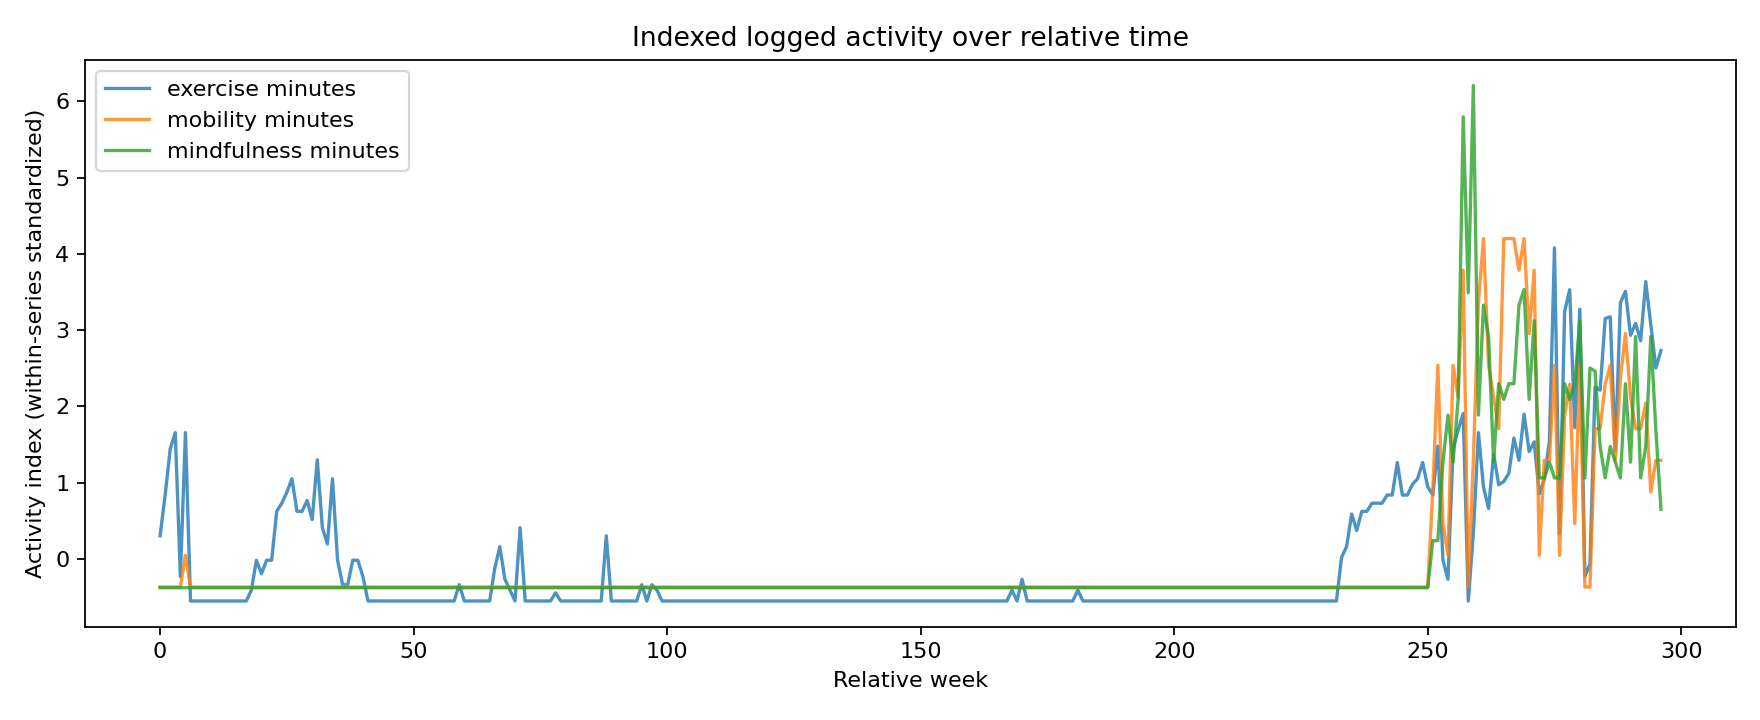 Indexed logged activity over relative time
exercise minutes
mobility minutes
mindfulness minutes
Activity index (within-series standardized)
6
5
4
3
2
1
0
0 50 100 150 200 250 300
Relative week